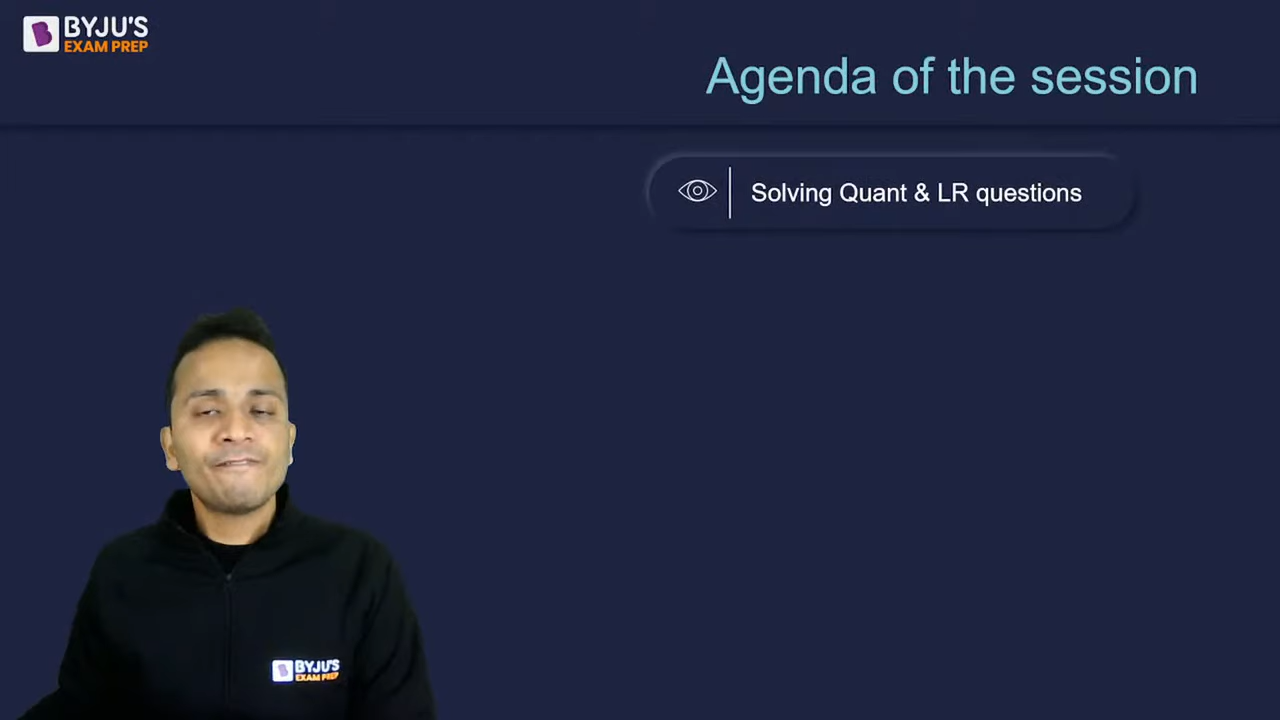 BYJU'S
EXAM PREP
Agenda of the session
Solving Quant & LR questions
BYJU'S
EXAM PREP